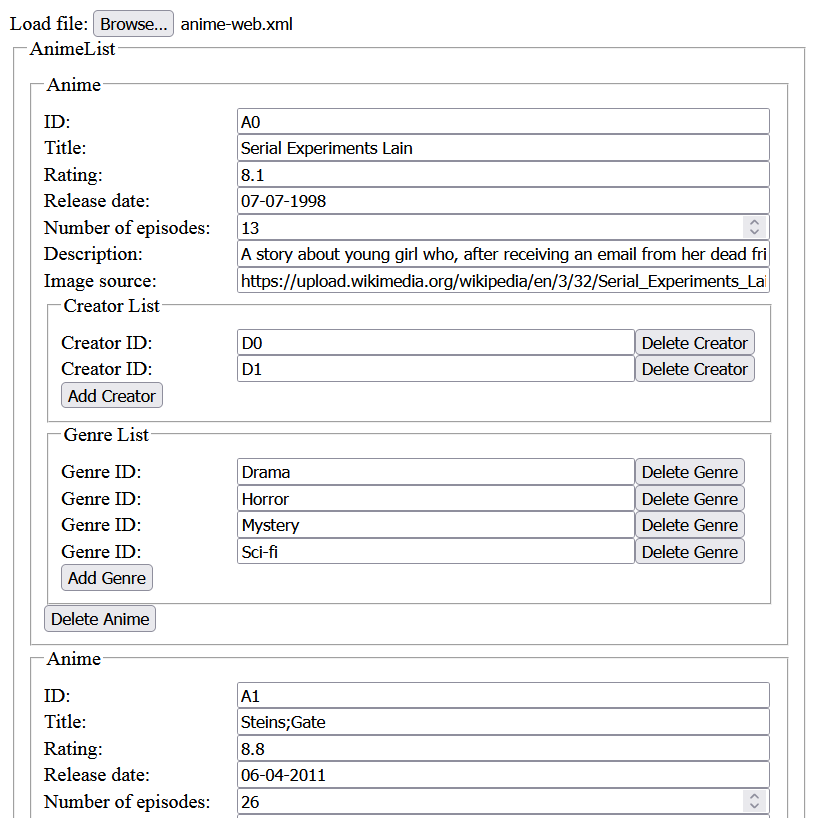 Load file: Browse... anime-web.xml
AnimeList
Anime
ID: A0
Title: Serial Experiments Lain
Rating: 8.1
Release date: 07-07-1998
Number of episodes: 13
Description: A story about young girl who, after receiving an email from her dead fri
Image source: https://upload.wikimedia.org/wikipedia/en/3/32/Serial_Experiments_Lai
Creator List
Creator ID: D0 Delete Creator
Creator ID: D1 Delete Creator
Add Creator
Genre List
Genre ID: Drama Delete Genre
Genre ID: Horror Delete Genre
Genre ID: Mystery Delete Genre
Genre ID: Sci-fi Delete Genre
Add Genre
Delete Anime
Anime
ID: A1
Title: Steins;Gate
Rating: 8.8
Release date: 06-04-2011
Number of episodes: 26